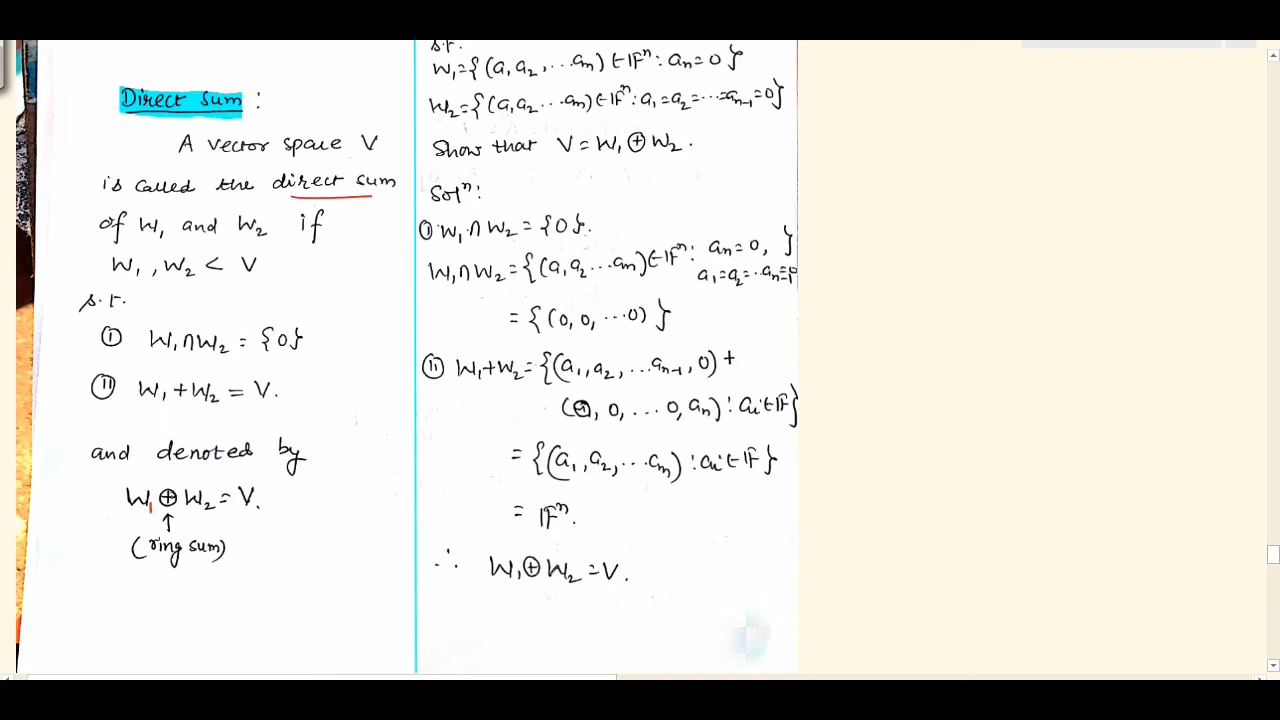 Direct sum :
A vector space V
is called the direct sum
of W₁ and W₂ if
W₁ , W₂ < V
s.t.
(i) W₁∩W₂ = {0}
(ii) W₁ + W₂ = V.
and denoted by
W₁ ⊕ W₂ = V.
↑
(ring sum)
s.t.
W₁ = {(a₁ a₂ , ... aₙ) ∈ 𝔽ⁿ : aₙ = 0}
W₂ = {(a₁ a₂ ... aₙ) ∈ 𝔽ⁿ : a₁ = a₂ = ... = aₙ₋₁ = 0}
Show that V = W₁ ⊕ W₂ .
Solⁿ :
(i) W₁ ∩ W₂ = {0}.
W₁ ∩ W₂ = {(a₁ a₂ ... aₙ) ∈ 𝔽ⁿ : aₙ = 0, }
a₁ = a₂ = ... aₙ₋₁ = 0
= {(0, 0, ... 0)}
(ii) W₁ + W₂ = {(a₁, a₂, ... aₙ₋₁, 0) +
(0, 0, ... 0, aₙ) : aᵢ ∈ 𝔽}
= {(a₁, a₂, ... aₙ) : aᵢ ∈ 𝔽}
= 𝔽ⁿ.
∴ W₁ ⊕ W₂ = V.